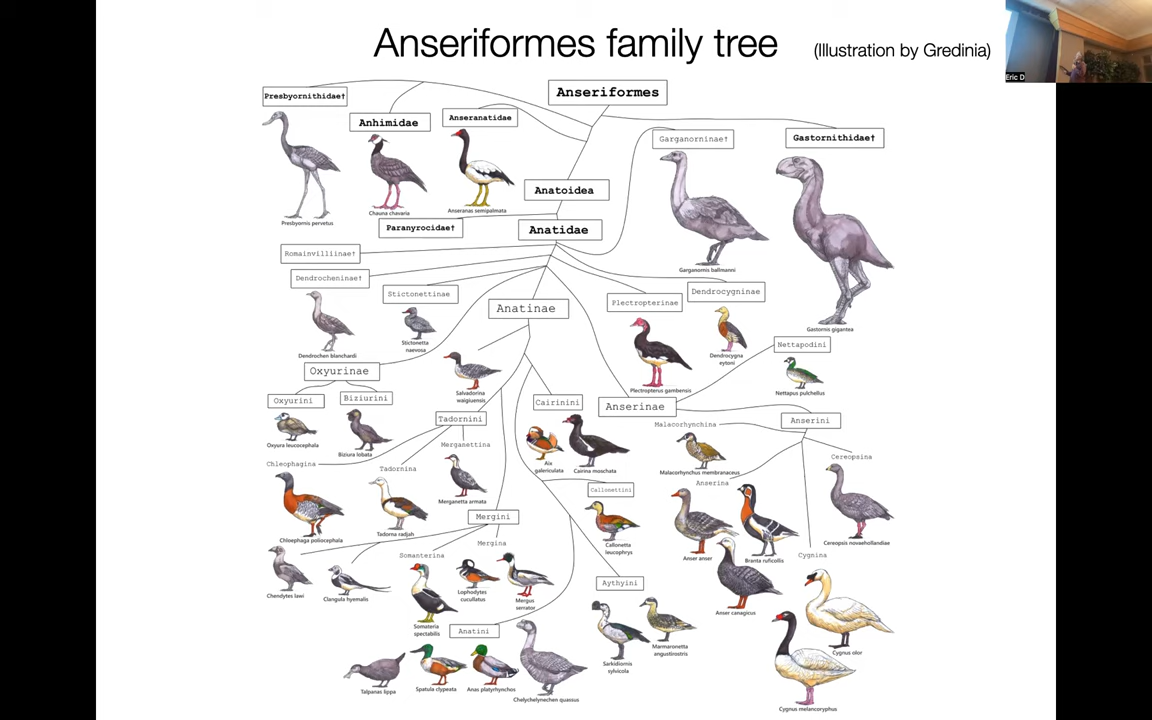 Anseriformes family tree
(Illustration by Gredinia)
Eric D
Presbyornithidae†
Anseriformes
Anhimidae
Anseranatidae
Garganorninae†
Gastornithidae†
Anatoidea
Chauna chavaria
Anseranas semipalmata
Presbyornis pervetus
Paranyrocidae†
Anatidae
Romainvilliinae†
Garganornis ballmanni
Dendrocheninae†
Stictonettinae
Dendrocygninae
Plectropterinae
Anatinae
Gastornis gigantea
Stictonetta
naevosa
Nettapodini
Dendrochen blanchardi
Dendrocygna
eytoni
Oxyurinae
Salvadorina
waigiuensis
Plectropterus gambensis
Nettapus pulchellus
Oxyurini
Biziurini
Cairinini
Anserinae
Tadornini
Anserini
Malacorhynchina
Oxyura leucocephala
Biziura lobata
Merganettina
Cereopsina
Chleophagina
Tadornina
Aix
galericulata
Cairina moschata
Malacorhynchus membranaceus
Anserina
Merganetta armata
Callonettini
Mergini
Chloephaga poliocephala
Tadorna radjah
Callonetta
leucophrys
Cereopsis novaehollandiae
Mergina
Somanterina
Anser anser
Branta ruficollis
Cygnina
Chendytes lawi
Clangula hyemalis
Lophodytes
cucullatus
Mergus
serrator
Aythyini
Anser canagicus
Somateria
spectabilis
Anatini
Marmaronetta
angustirostris
Cygnus olor
Sarkidiornis
sylvicola
Talpanas lippa
Spatula clypeata
Anas platyrhynchos
Chelychelynechen quassus
Cygnus melancoryphus